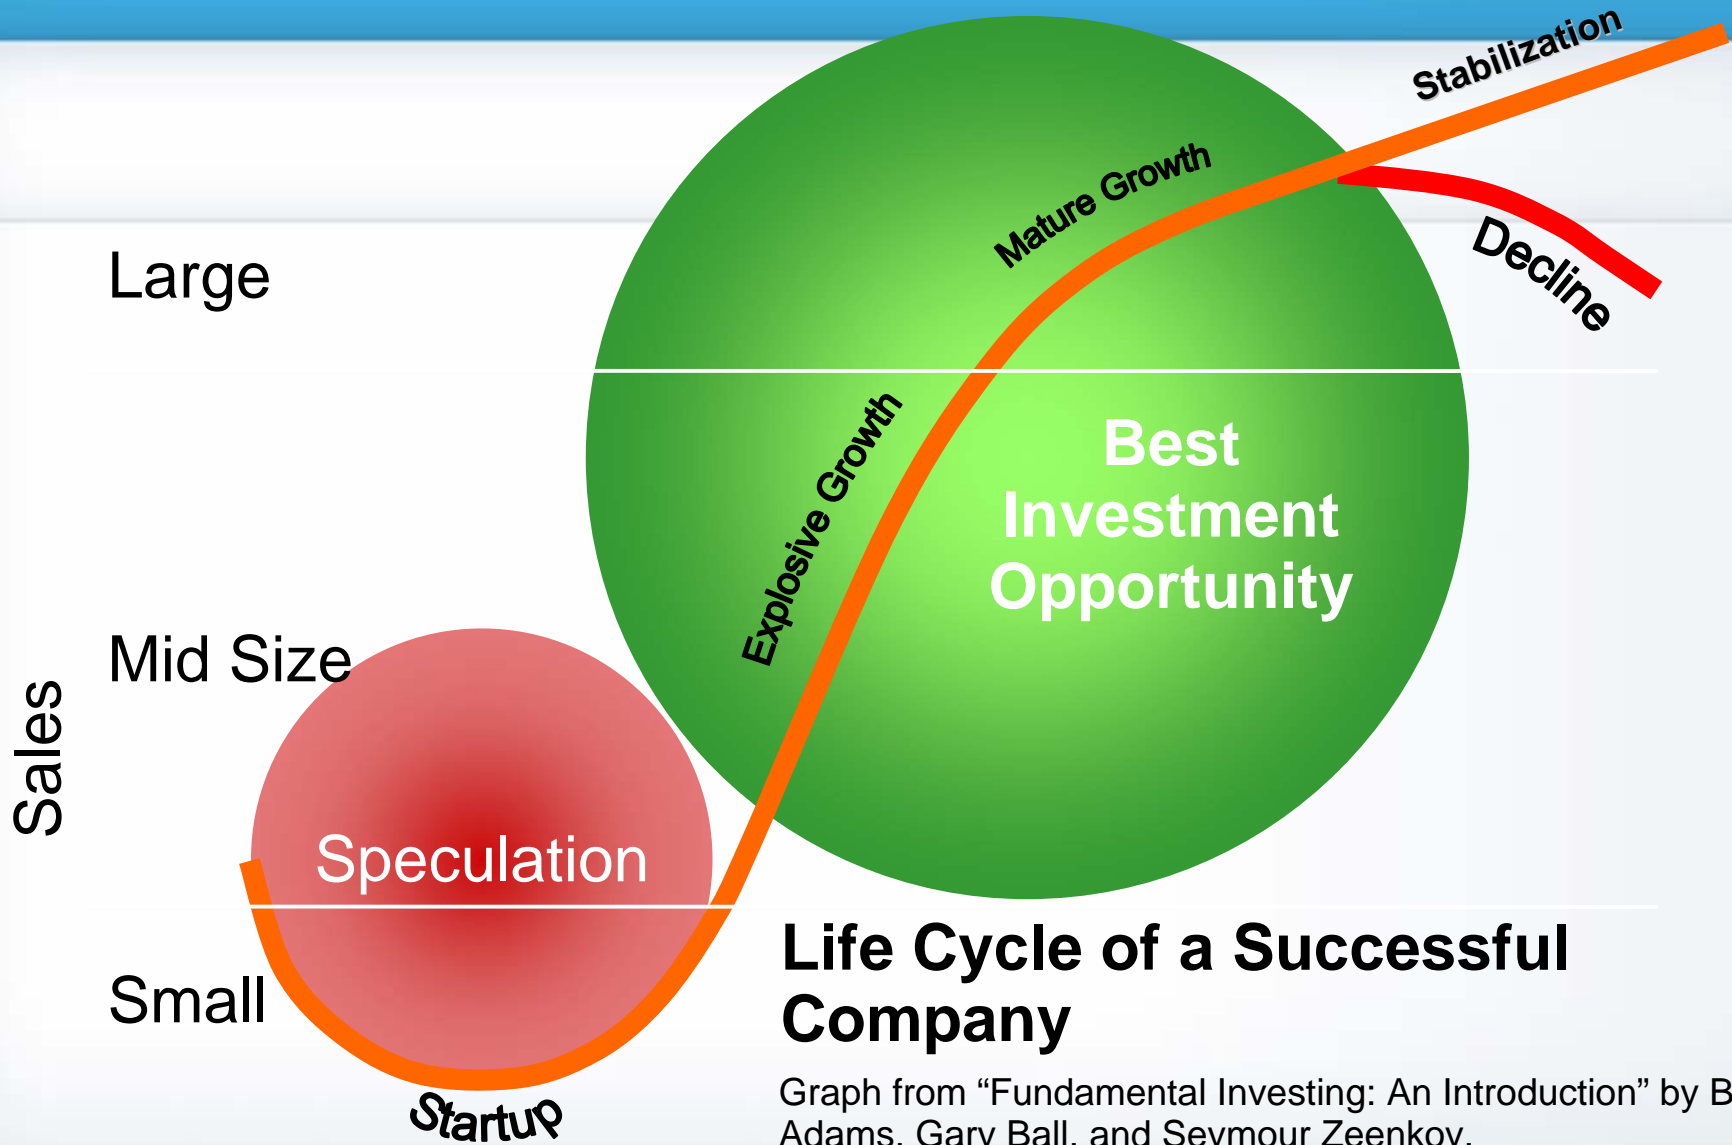 Stabilization
Mature Growth
Decline
Large
Explosive Growth
Best
Investment
Opportunity
Mid Size
Sales
Speculation
Small
Startup
Life Cycle of a Successful
Company
Graph from “Fundamental Investing: An Introduction” by
Adams, Gary Ball, and Seymour Zeenkov.